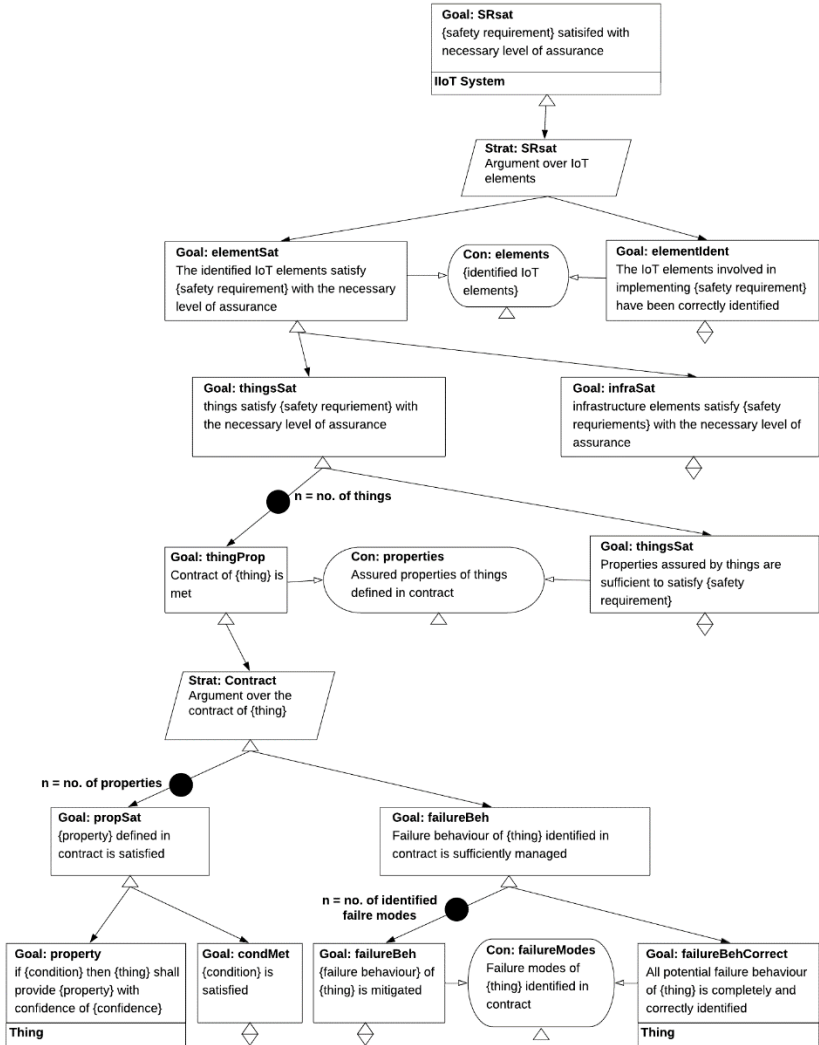 Goal: SRsat
{safety requirement} satisifed with
necessary level of assurance
IIoT System
Strat: SRsat
Argument over IoT
elements
Goal: elementSat
The identified IoT elements satisfy
{safety requirement} with the necessary
level of assurance
Con: elements
{identified IoT
elements}
Goal: elementIdent
The IoT elements involved in
implementing {safety requirement}
have been correctly identified
Goal: thingsSat
things satisfy {safety requriement} with
the necessary level of assurance
Goal: infraSat
infrastructure elements satisfy {safety
requriements} with the necessary level of
assurance
n = no. of things
Goal: thingProp
Contract of {thing} is
met
Con: properties
Assured properties of things
defined in contract
Goal: thingsSat
Properties assured by things are
sufficient to satisfy {safety
requirement}
Strat: Contract
Argument over the
contract of {thing}
n = no. of properties
Goal: propSat
{property} defined in
contract is satisfied
Goal: failureBeh
Failure behaviour of {thing} identified in
contract is sufficiently managed
n = no. of identified
failre modes
Goal: property
if {condition} then {thing} shall
provide {property} with
confidence of {confidence}
Thing
Goal: condMet
{condition} is
satisfied
Goal: failureBeh
{failure behaviour} of
{thing} is mitigated
Con: failureModes
Failure modes of
{thing} identified in
contract
Goal: failureBehCorrect
All potential failure behaviour
of {thing} is completely and
correctly identified
Thing